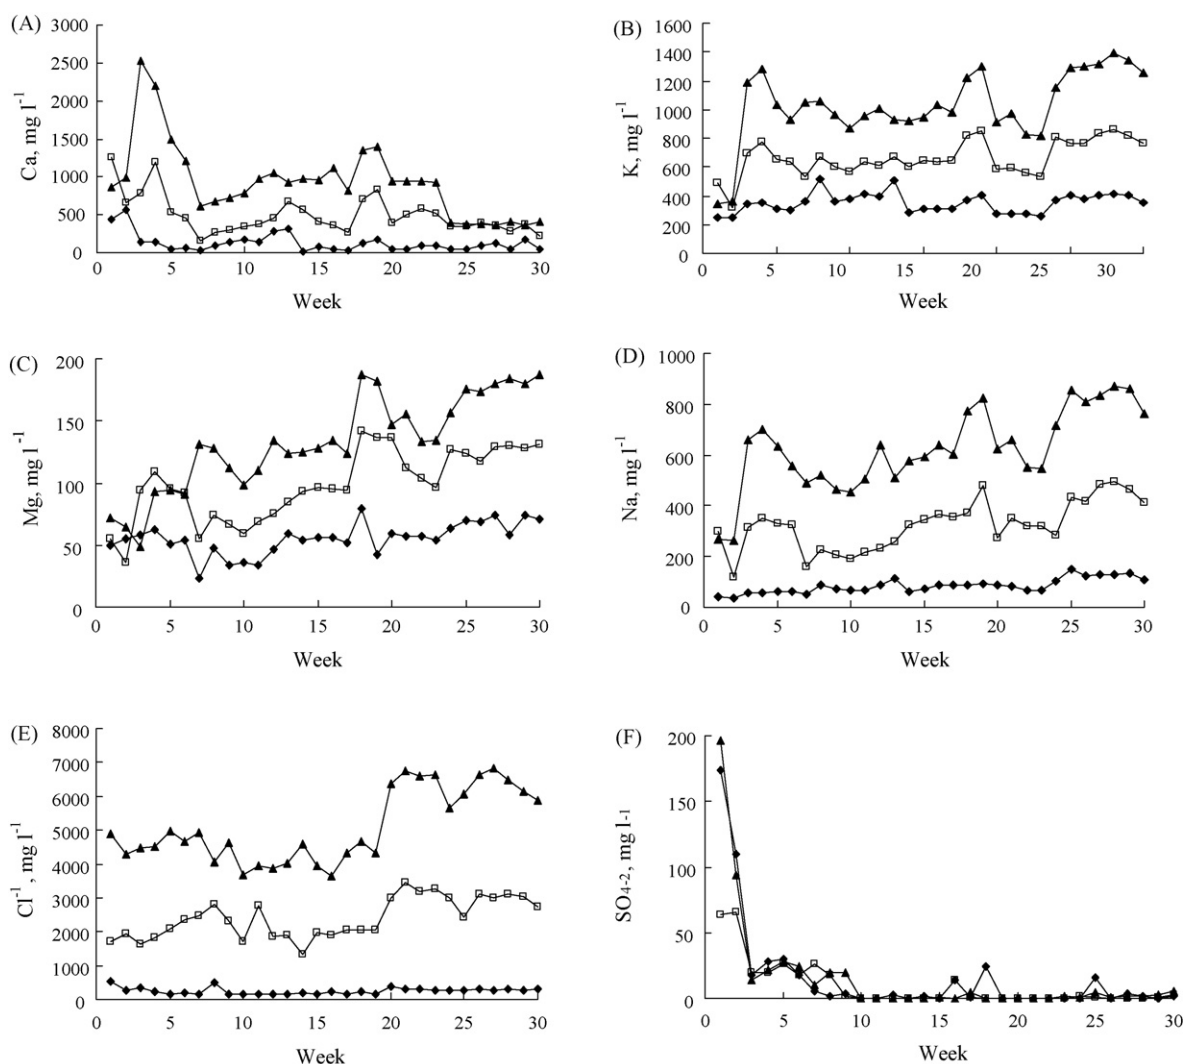 (A)
3000
2500
2000
1500
1000
500
0
Ca, mg l-1
0 5 10 15 20 25 30
Week
(B)
1600
1400
1200
1000
800
600
400
200
0
K, mg l-1
0 5 10 15 20 25 30
Week
(C)
200
150
100
50
0
Mg, mg l-1
0 5 10 15 20 25 30
Week
(D)
1000
800
600
400
200
0
Na, mg l-1
0 5 10 15 20 25 30
Week
(E)
8000
7000
6000
5000
4000
3000
2000
1000
0
Cl-1, mg l-1
0 5 10 15 20 25 30
Week
(F)
200
150
100
50
0
SO4-2, mg l-1
0 5 10 15 20 25 30
Week